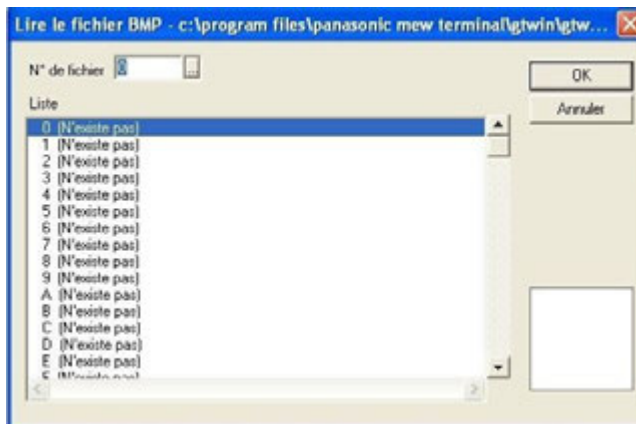 Lire le fichier BMP - c:\program files\panasonic mew terminal\gtwin\gtw...
N° de fichier 0 ...
OK
Annuler
Liste
0 (N'existe pas)
1 (N'existe pas)
2 (N'existe pas)
3 (N'existe pas)
4 (N'existe pas)
5 (N'existe pas)
6 (N'existe pas)
7 (N'existe pas)
8 (N'existe pas)
9 (N'existe pas)
A (N'existe pas)
B (N'existe pas)
C (N'existe pas)
D (N'existe pas)
E (N'existe pas)